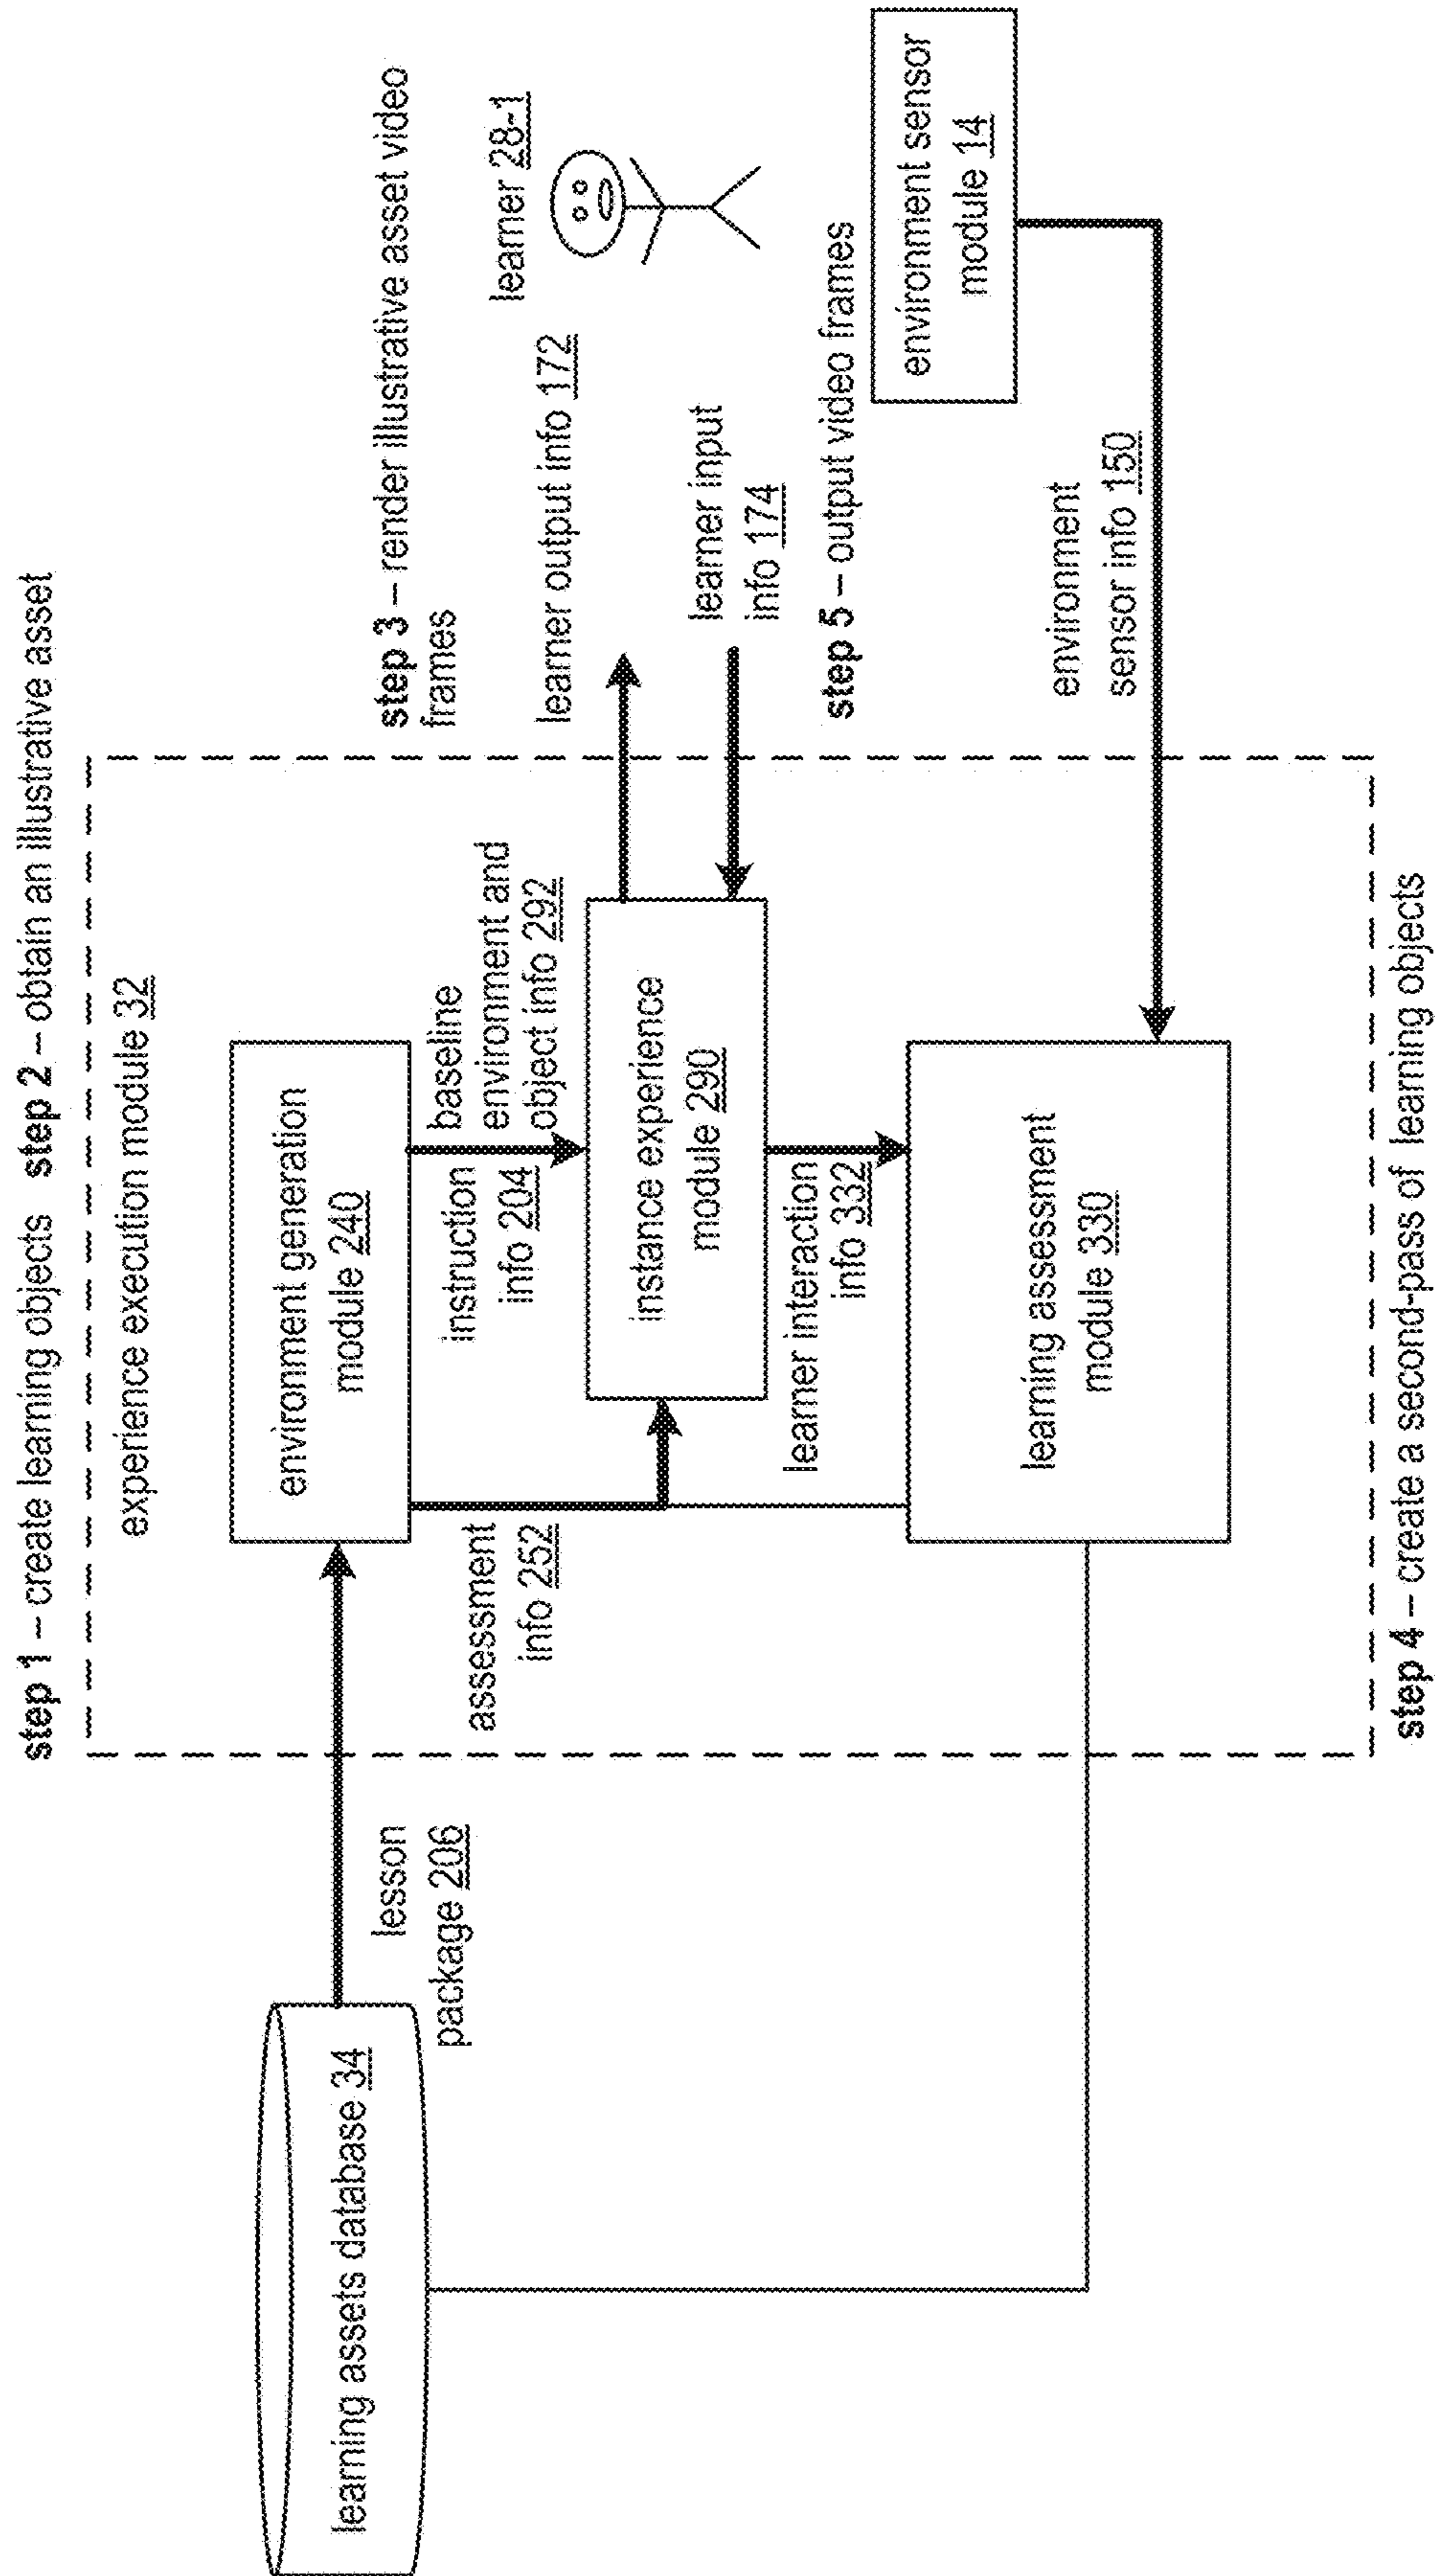 step 1 – create learning objects step 2 – obtain an illustrative asset
experience execution module 32
learning assets database 34
lesson
package 206
environment generation
module 240
assessment
info 252
instruction
info 204
baseline
environment and
object info 292
instance experience
module 290
learner interaction
info 332
learning assessment
module 330
step 3 – render illustrative asset video
frames
learner output info 172
learner 28-1
learner input
info 174
step 5 – output video frames
environment sensor
module 14
environment
sensor info 150
step 4 – create a second-pass of learning objects